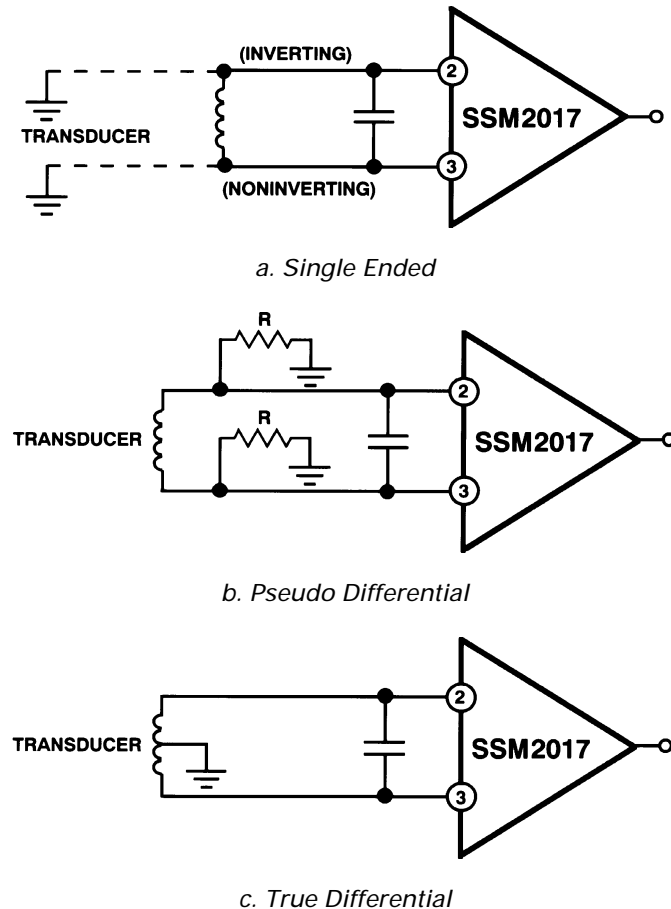 (INVERTING)
2
SSM2017
TRANSDUCER
3
(NONINVERTING)
a. Single Ended
R
2
R
TRANSDUCER
SSM2017
3
b. Pseudo Differential
2
TRANSDUCER
SSM2017
3
c. True Differential